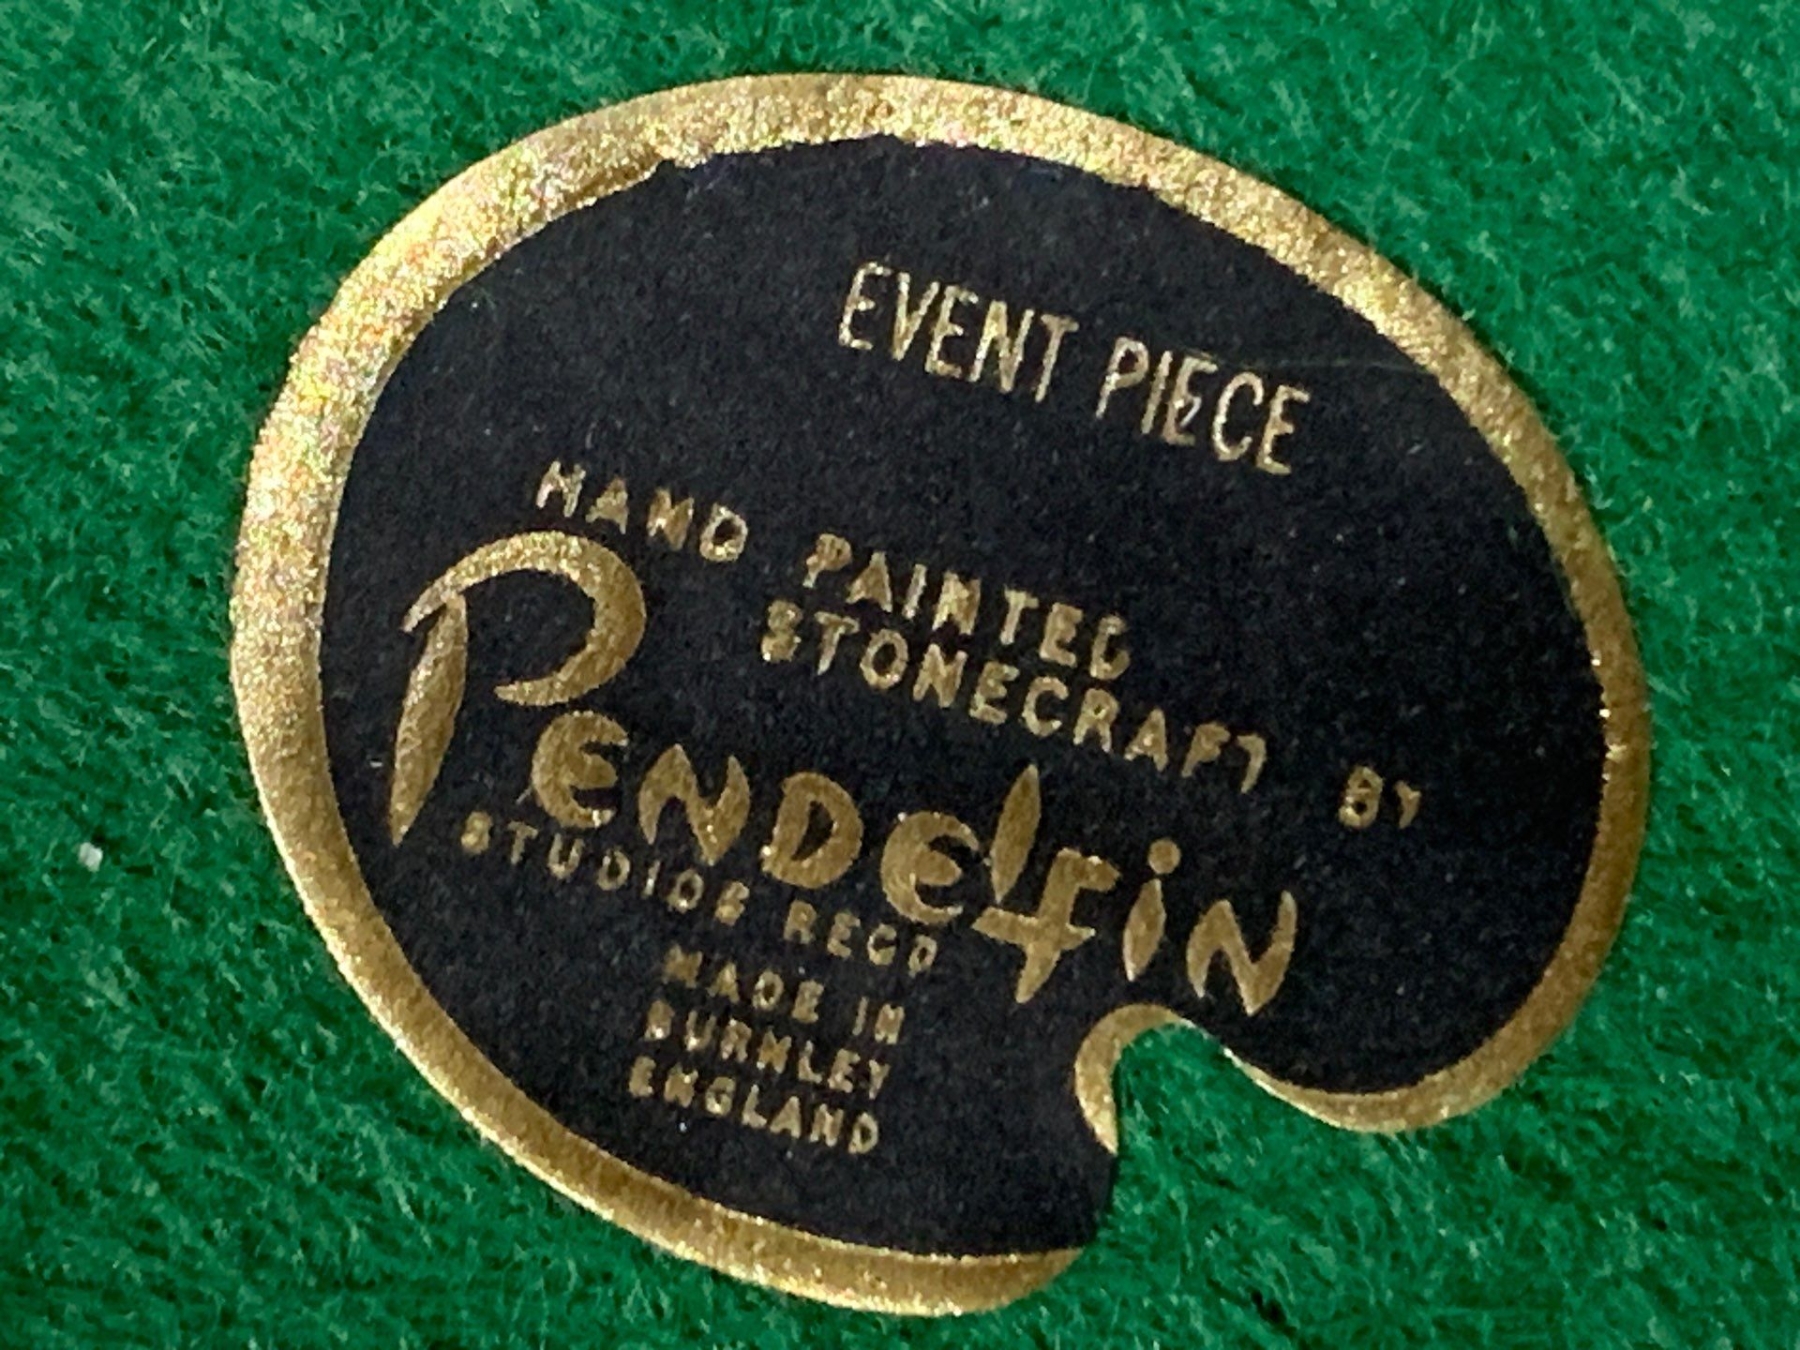 EVENT PIECE
HAND PAINTED
STONECRAFT BY
PENDELFIN
STUDIOS REGD
MADE IN
BURNLEY
ENGLAND